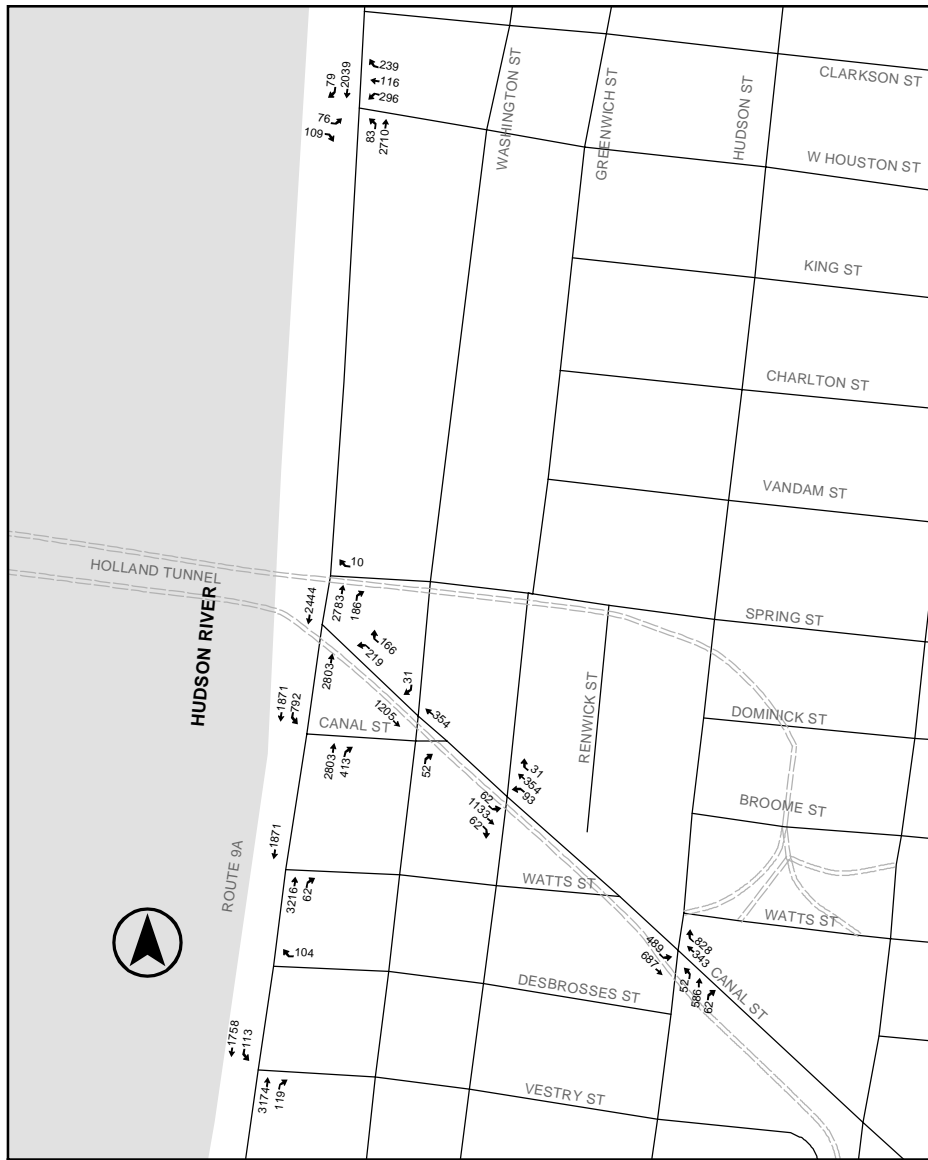 CLARKSON ST
WASHINGTON ST
GREENWICH ST
HUDSON ST
239
116
296
79
2039
76
109
83
2710
W HOUSTON ST
KING ST
CHARLTON ST
VANDAM ST
HOLLAND TUNNEL
HUDSON RIVER
10
2444
2783
186
SPRING ST
166
219
2803
31
354
1205
1871
792
CANAL ST
RENWICK ST
DOMINICK ST
2803
413
52
31
354
93
62
1133
62
BROOME ST
1871
ROUTE 9A
WATTS ST
3216
62
WATTS ST
104
489
687
828
343
52
586
62
CANAL ST
DESBROSSES ST
1758
113
3174
119
VESTRY ST